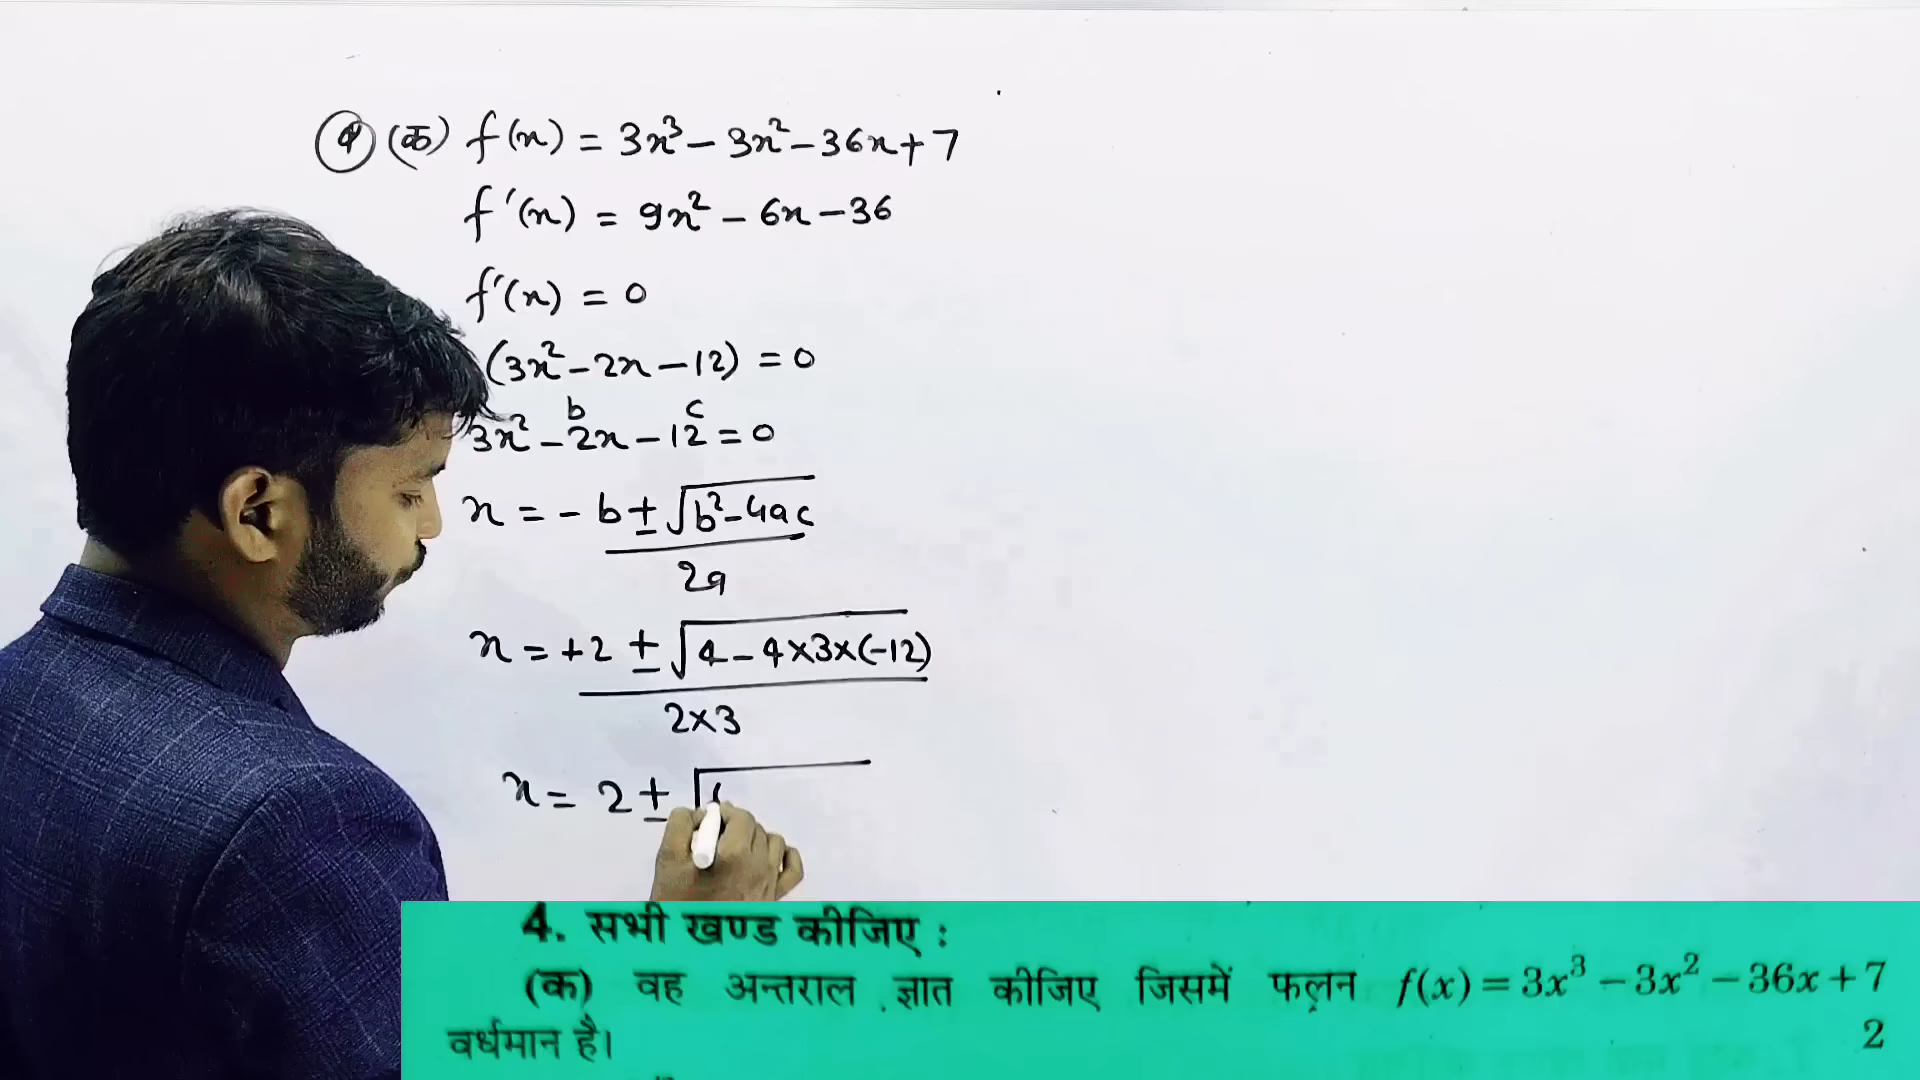 ④ (क) f(x) = 3x³ - 3x² - 36x + 7
f'(x) = 9x² - 6x - 36
f'(x) = 0
(3x² - 2x - 12) = 0
b c
3x² - 2x - 12 = 0
x = - b ± √b² - 4ac
2a
x = +2 ± √4 - 4×3×(-12)
2×3
x = 2 ± √
4. सभी खण्ड कीजिए :
(क) वह अन्तराल ज्ञात कीजिए जिसमें फलन f(x) = 3x³ - 3x² - 36x + 7
वर्धमान है। 2